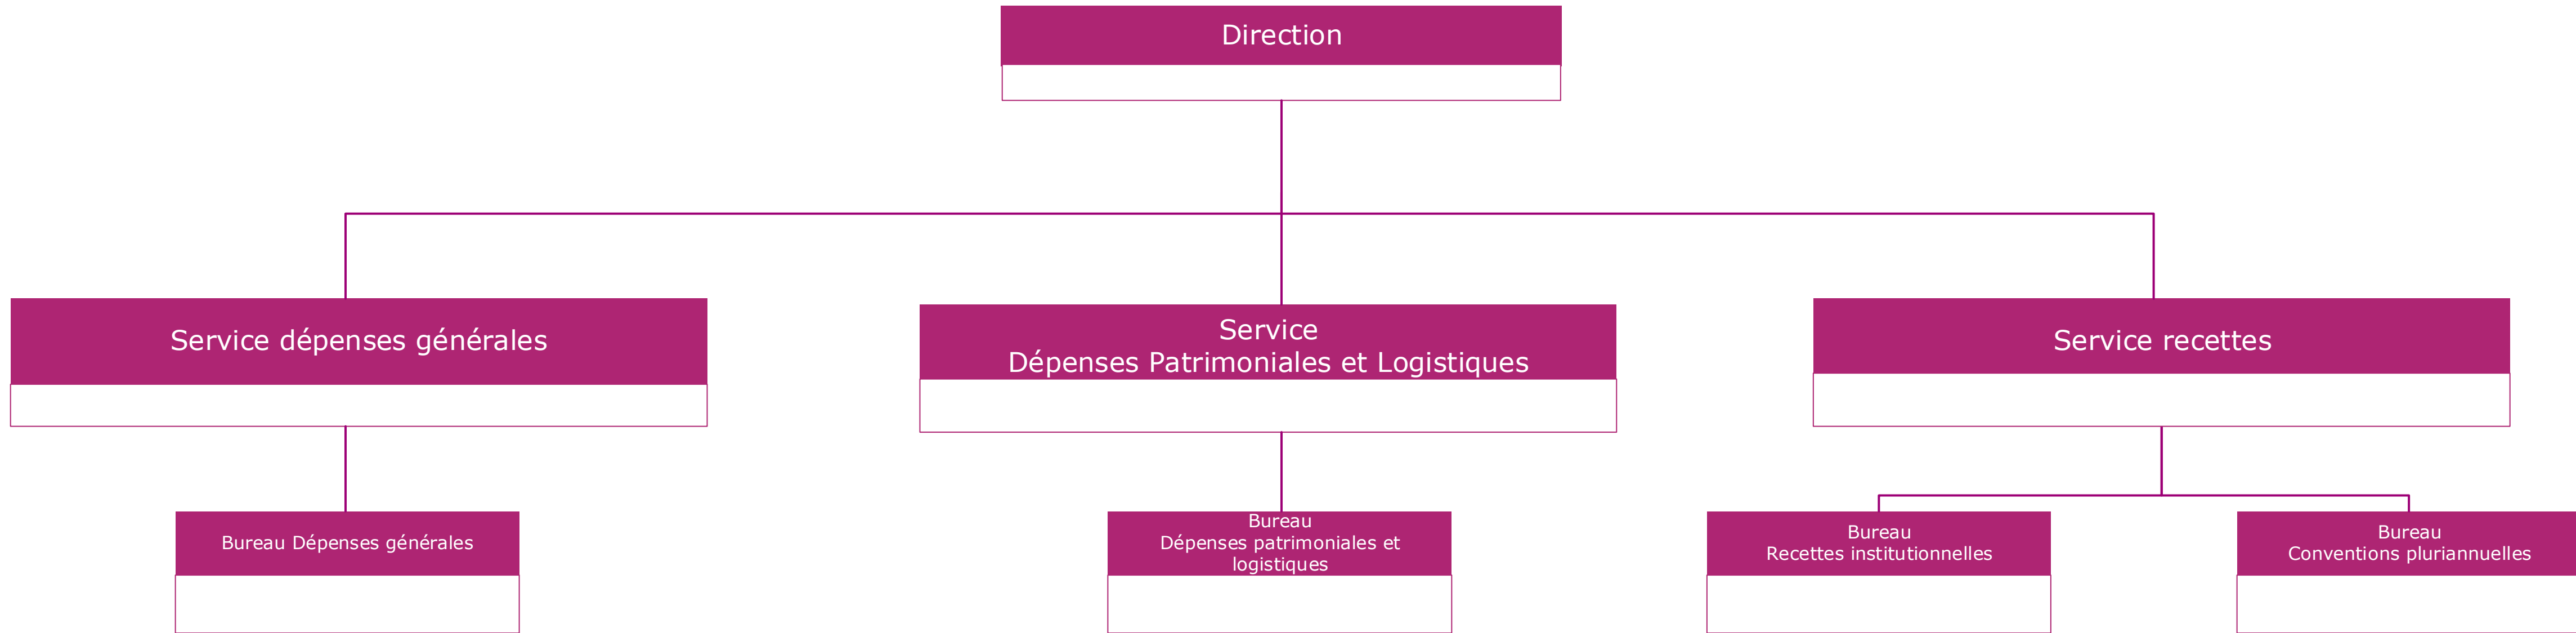 Direction
Service dépenses générales
Service
Dépenses Patrimoniales et Logistiques
Service recettes
Bureau Dépenses générales
Bureau
Dépenses patrimoniales et
logistiques
Bureau
Recettes institutionnelles
Bureau
Conventions pluriannuelles